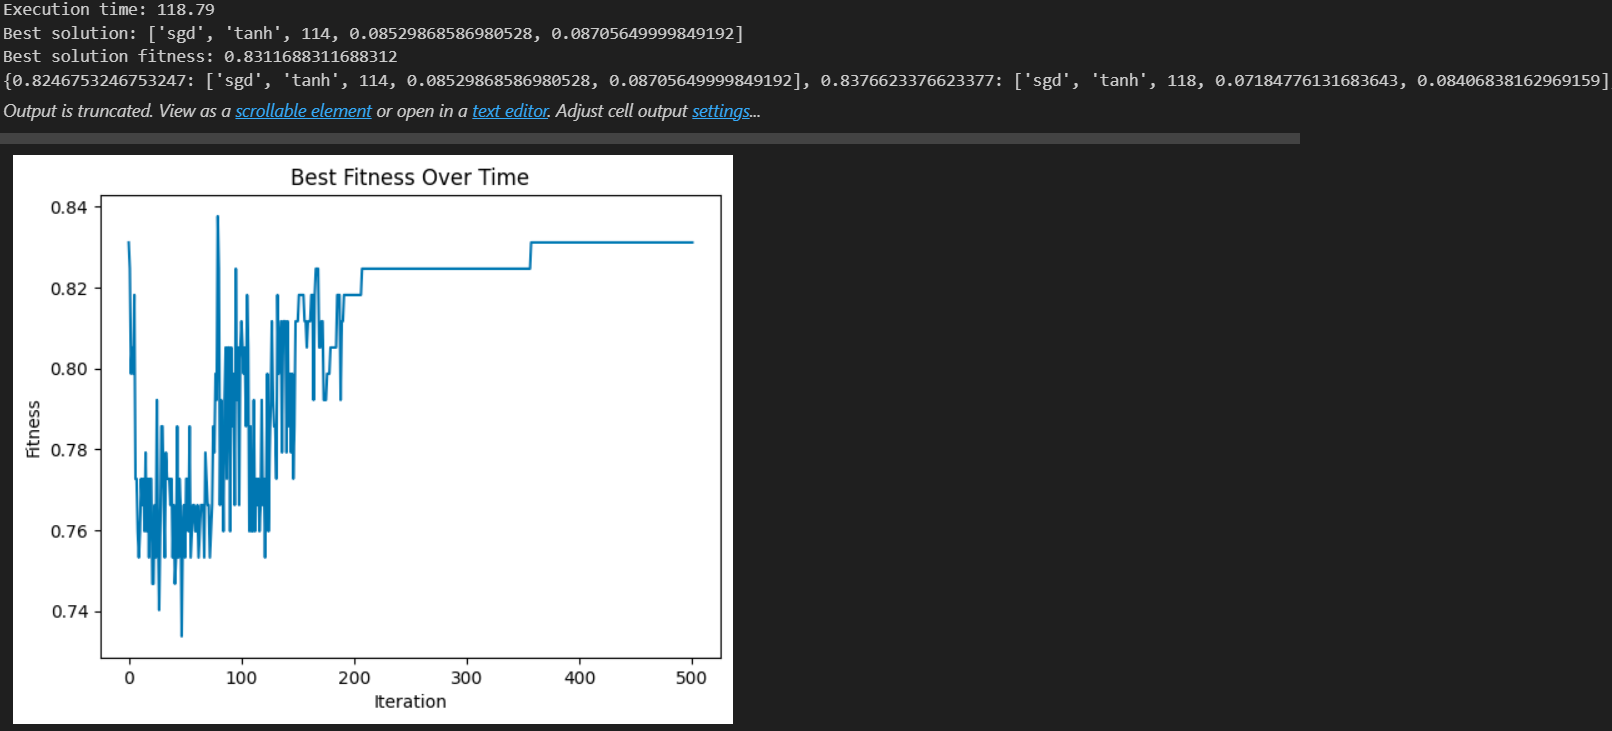 Execution time: 118.79
Best solution: ['sgd', 'tanh', 114, 0.08529868586980528, 0.08705649999849192]
Best solution fitness: 0.8311688311688312
{0.8246753246753247: ['sgd', 'tanh', 114, 0.08529868586980528, 0.08705649999849192], 0.8376623376623377: ['sgd', 'tanh', 118, 0.07184776131683643, 0.08406838162969159]
Output is truncated. View as a scrollable element or open in a text editor. Adjust cell output settings...
Best Fitness Over Time
0.84
0.82
0.80
0.78
0.76
0.74
Fitness
0 100 200 300 400 500
Iteration